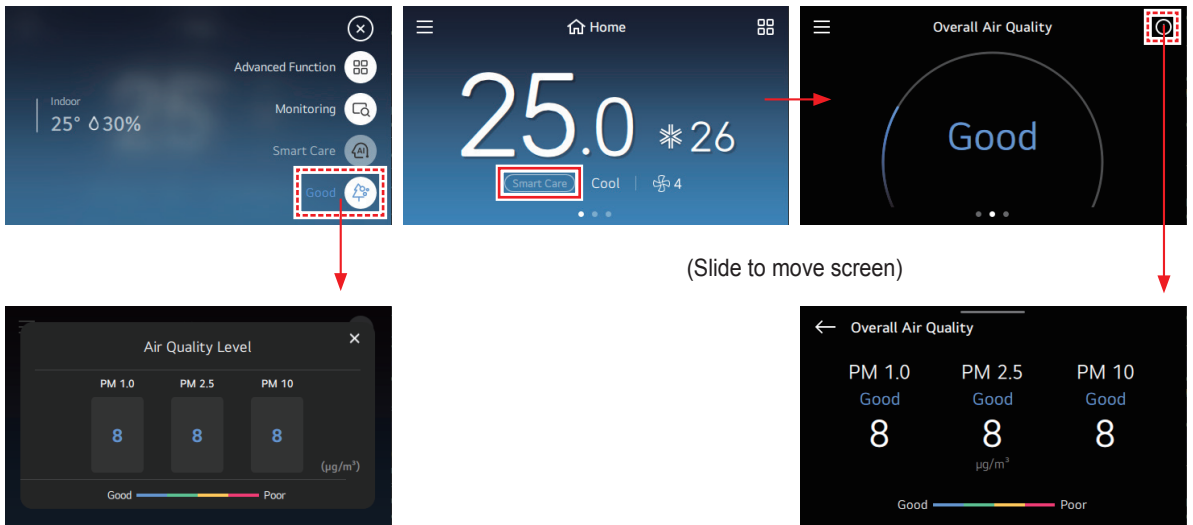 Advanced Function
Indoor
25° 30%
Monitoring
Smart Care
AI
Good
Home
25.0 26
Smart Care Cool | 4
Overall Air Quality
Good
(Slide to move screen)
Air Quality Level
PM 1.0 PM 2.5 PM 10
8 8 8
(μg/m³)
Good Poor
Overall Air Quality
PM 1.0 PM 2.5 PM 10
Good Good Good
8 8 8
μg/m³
Good Poor